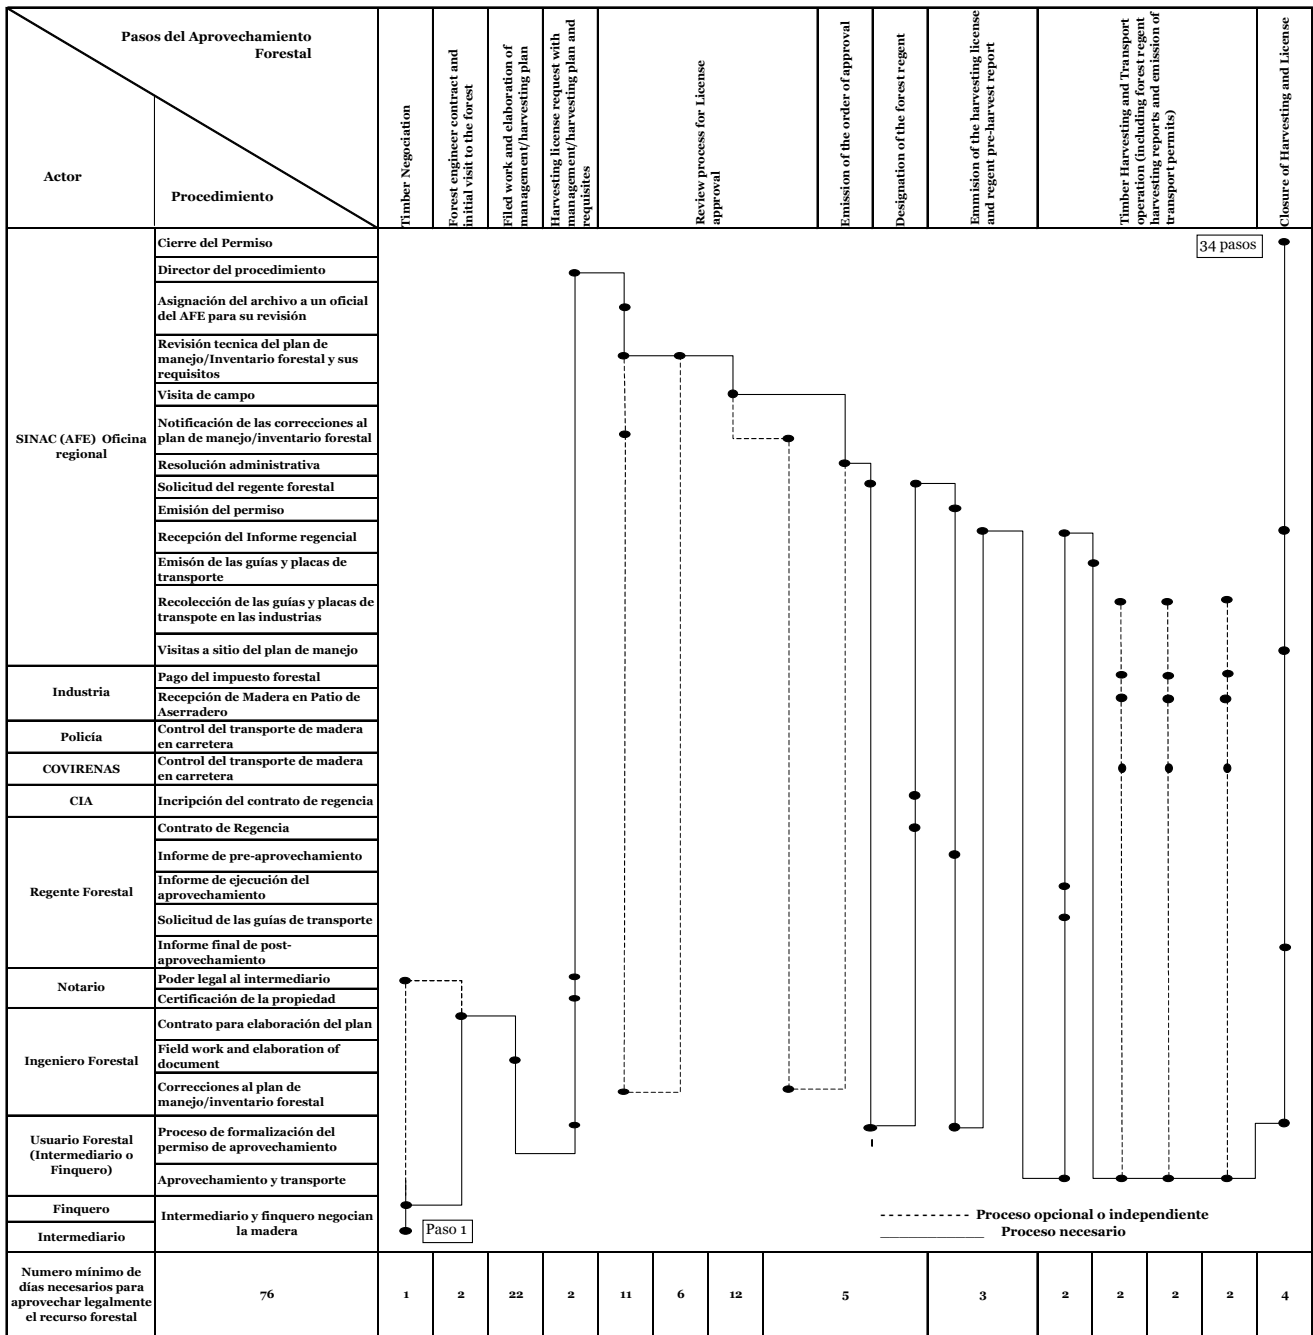 Pasos del Aprovechamiento
Forestal
Actor
Procedimiento
Timber Negociation
Forest engineer contract and
initial visit to the forest
Filed work and elaboration of
management/harvesting plan
Harvesting license request with
management/harvesting plan and
requisites
Review process for License
approval
Emission of the order of approval
Designation of the forest regent
Emmision of the harvesting license
and regent pre-harvest report
Timber Harvesting and Transport
operation (including forest regent
harvesting reports and emission of
transport permits)
Closure of Harvesting and License
SINAC (AFE) Oficina
regional
Cierre del Permiso
34 pasos
Director del procedimiento
Asignación del archivo a un oficial
del AFE para su revisión
Revisión tecnica del plan de
manejo/Inventario forestal y sus
requisitos
Visita de campo
Notificación de las correcciones al
plan de manejo/inventario forestal
Resolución administrativa
Solicitud del regente forestal
Emisión del permiso
Recepción del Informe regencial
Emisón de las guías y placas de
transporte
Recolección de las guías y placas de
transpote en las industrias
Visitas a sitio del plan de manejo
Industria
Pago del impuesto forestal
Recepción de Madera en Patio de
Aserradero
Policía
Control del transporte de madera
en carretera
COVIRENAS
Control del transporte de madera
en carretera
CIA
Incripción del contrato de regencia
Regente Forestal
Contrato de Regencia
Informe de pre-aprovechamiento
Informe de ejecución del
aprovechamiento
Solicitud de las guías de transporte
Informe final de post-
aprovechamiento
Notario
Poder legal al intermediario
Certificación de la propiedad
Ingeniero Forestal
Contrato para elaboración del plan
Field work and elaboration of
document
Correcciones al plan de
manejo/inventario forestal
Usuario Forestal
(Intermediario o
Finquero)
Proceso de formalización del
permiso de aprovechamiento
Aprovechamiento y transporte
Finquero
Intermediario
Intermediario y finquero negocian
la madera
Paso 1
Proceso opcional o independiente
Proceso necesario
Numero mínimo de
días necesarios para
aprovechar legalmente
el recurso forestal
76 1 2 22 2 11 6 12 5 3 2 2 2 2 4